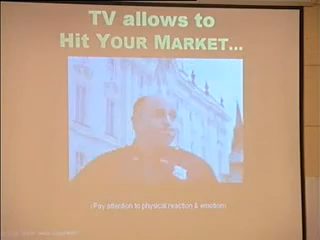 TV allows to
HIT YOUR MARKET...
(Pay attention to physical reaction & emotion)